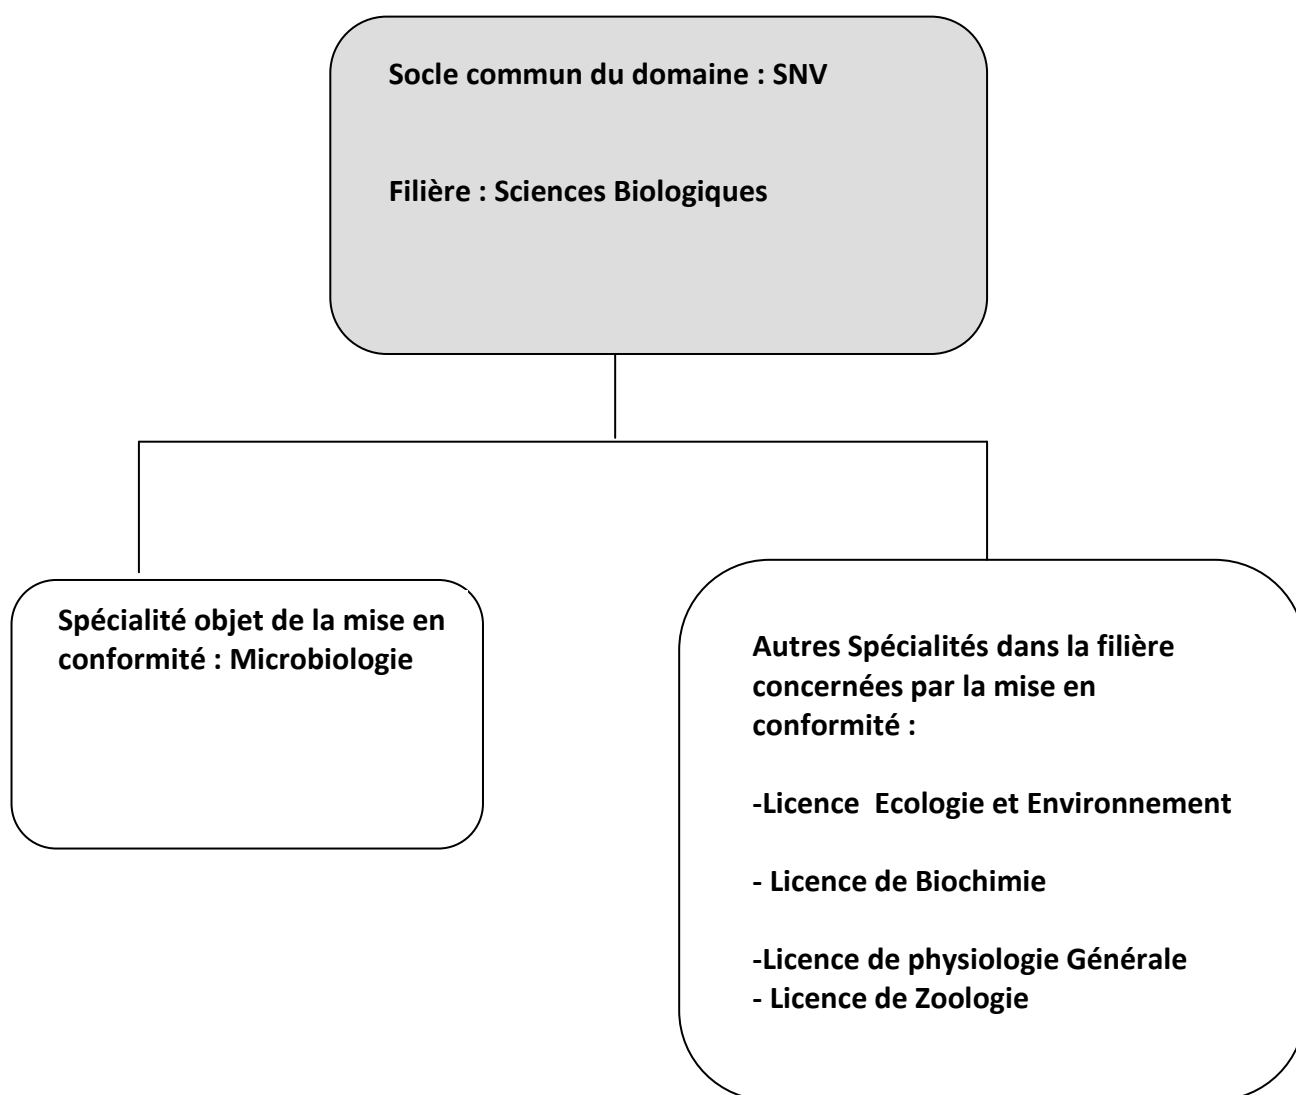 Socle commun du domaine : SNV
Filière : Sciences Biologiques
Spécialité objet de la mise en
conformité : Microbiologie
Autres Spécialités dans la filière
concernées par la mise en
conformité :
-Licence  Ecologie et Environnement
- Licence de Biochimie
-Licence de physiologie Générale
- Licence de Zoologie